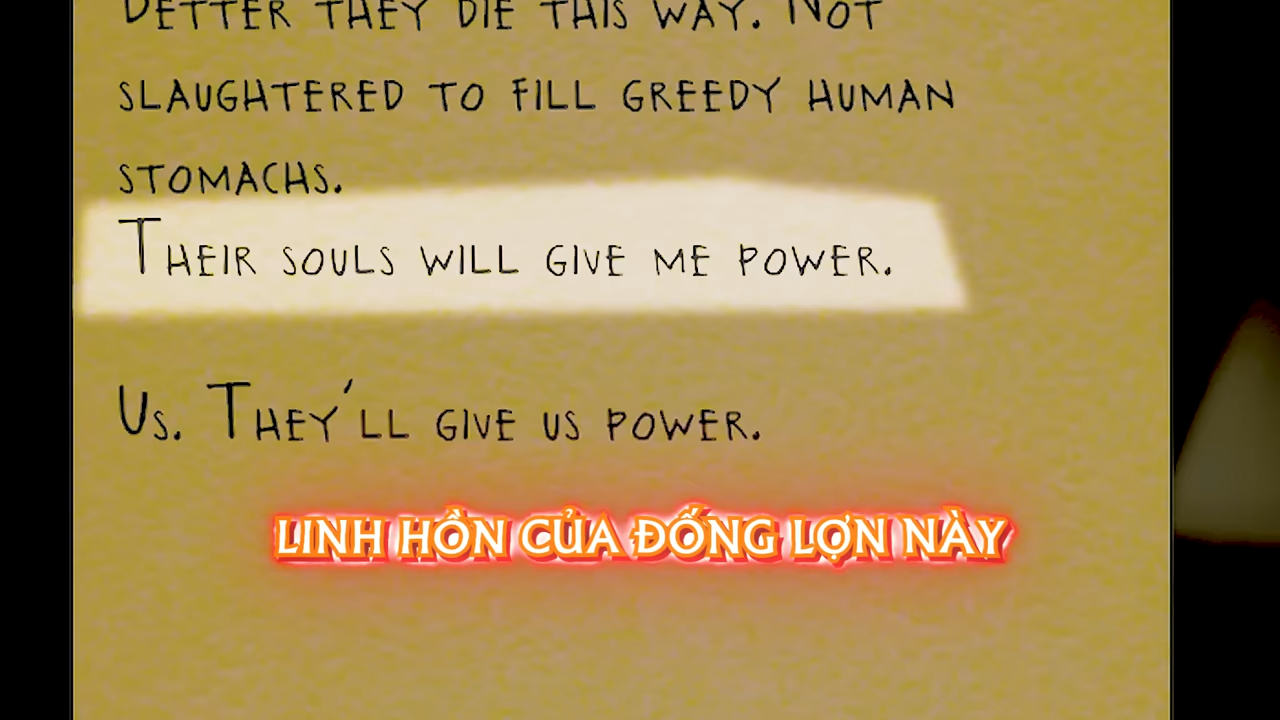 BETTER THEY DIE THIS WAY. NOT
SLAUGHTERED TO FILL GREEDY HUMAN
STOMACHS.
THEIR SOULS WILL GIVE ME POWER.
US. THEY'LL GIVE US POWER.
LINH HỒN CỦA ĐỐNG LỢN NÀY